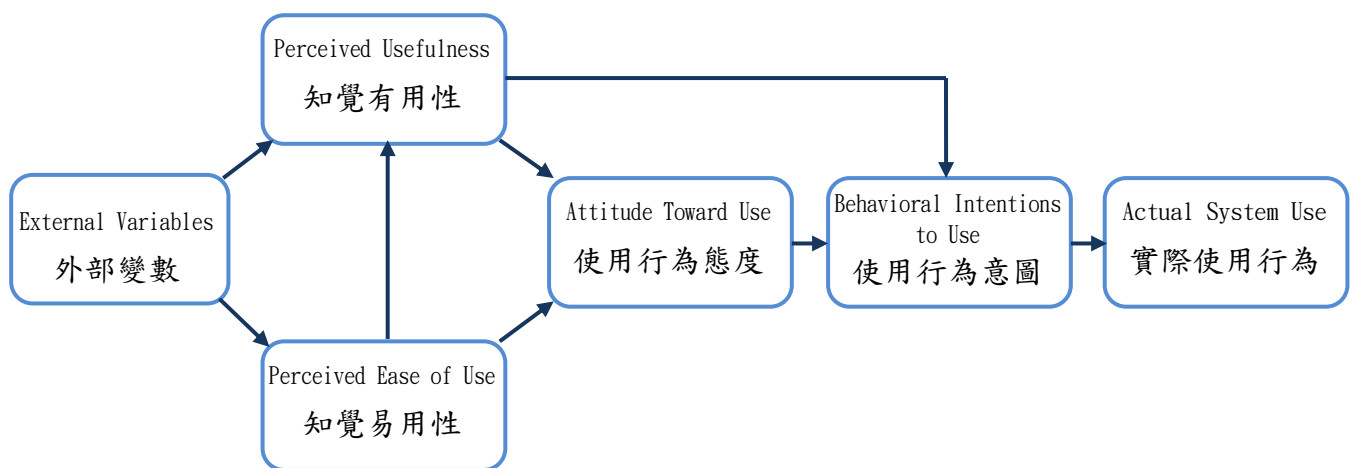 Perceived Usefulness
知覺有用性
External Variables
外部變數
Attitude Toward Use
使用行為態度
Behavioral Intentions
to Use
使用行為意圖
Actual System Use
實際使用行為
Perceived Ease of Use
知覺易用性